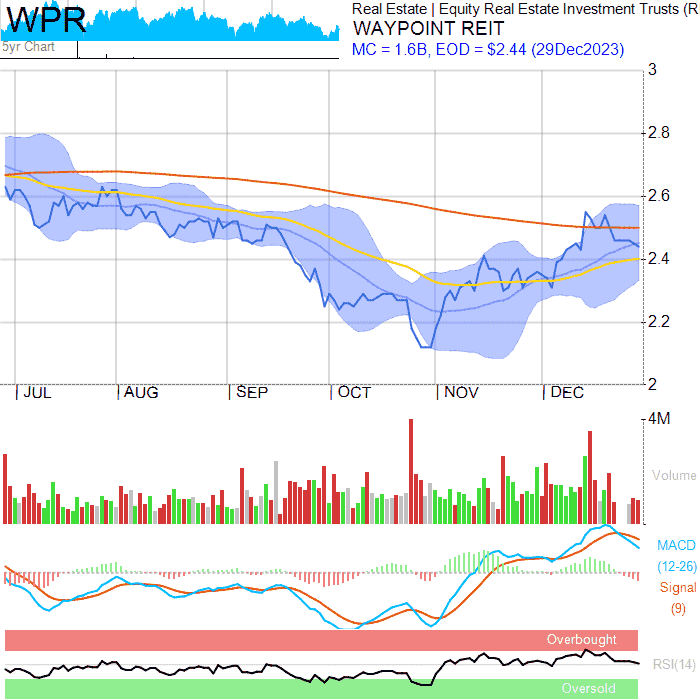 WPR
5yr Chart
Real Estate | Equity Real Estate Investment Trusts (R
WAYPOINT REIT
MC = 1.6B, EOD = $2.44 (29Dec2023)
3
2.8
2.6
2.4
2.2
2
JUL AUG SEP OCT NOV DEC
4M
Volume
MACD
(12-26)
Signal
(9)
Overbought
RSI(14)
Oversold